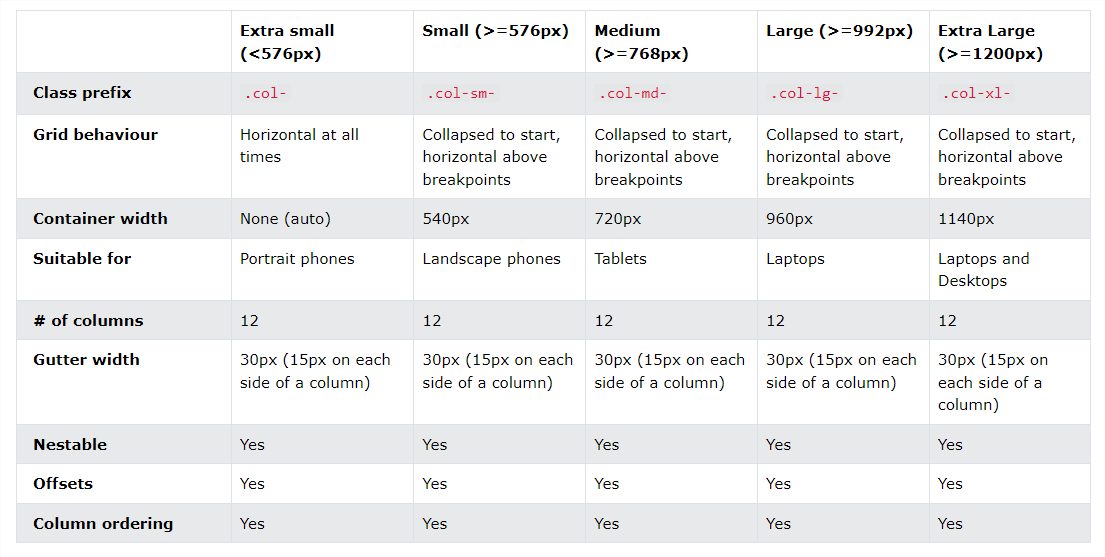 Extra small (<576px) Small (>=576px) Medium (>=768px) Large (>=992px) Extra Large (>=1200px)
Class prefix .col- .col-sm- .col-md- .col-lg- .col-xl-
Grid behaviour Horizontal at all times Collapsed to start, horizontal above breakpoints Collapsed to start, horizontal above breakpoints Collapsed to start, horizontal above breakpoints Collapsed to start, horizontal above breakpoints
Container width None (auto) 540px 720px 960px 1140px
Suitable for Portrait phones Landscape phones Tablets Laptops Laptops and Desktops
# of columns 12 12 12 12 12
Gutter width 30px (15px on each side of a column) 30px (15px on each side of a column) 30px (15px on each side of a column) 30px (15px on each side of a column) 30px (15px on each side of a column)
Nestable Yes Yes Yes Yes Yes
Offsets Yes Yes Yes Yes Yes
Column ordering Yes Yes Yes Yes Yes